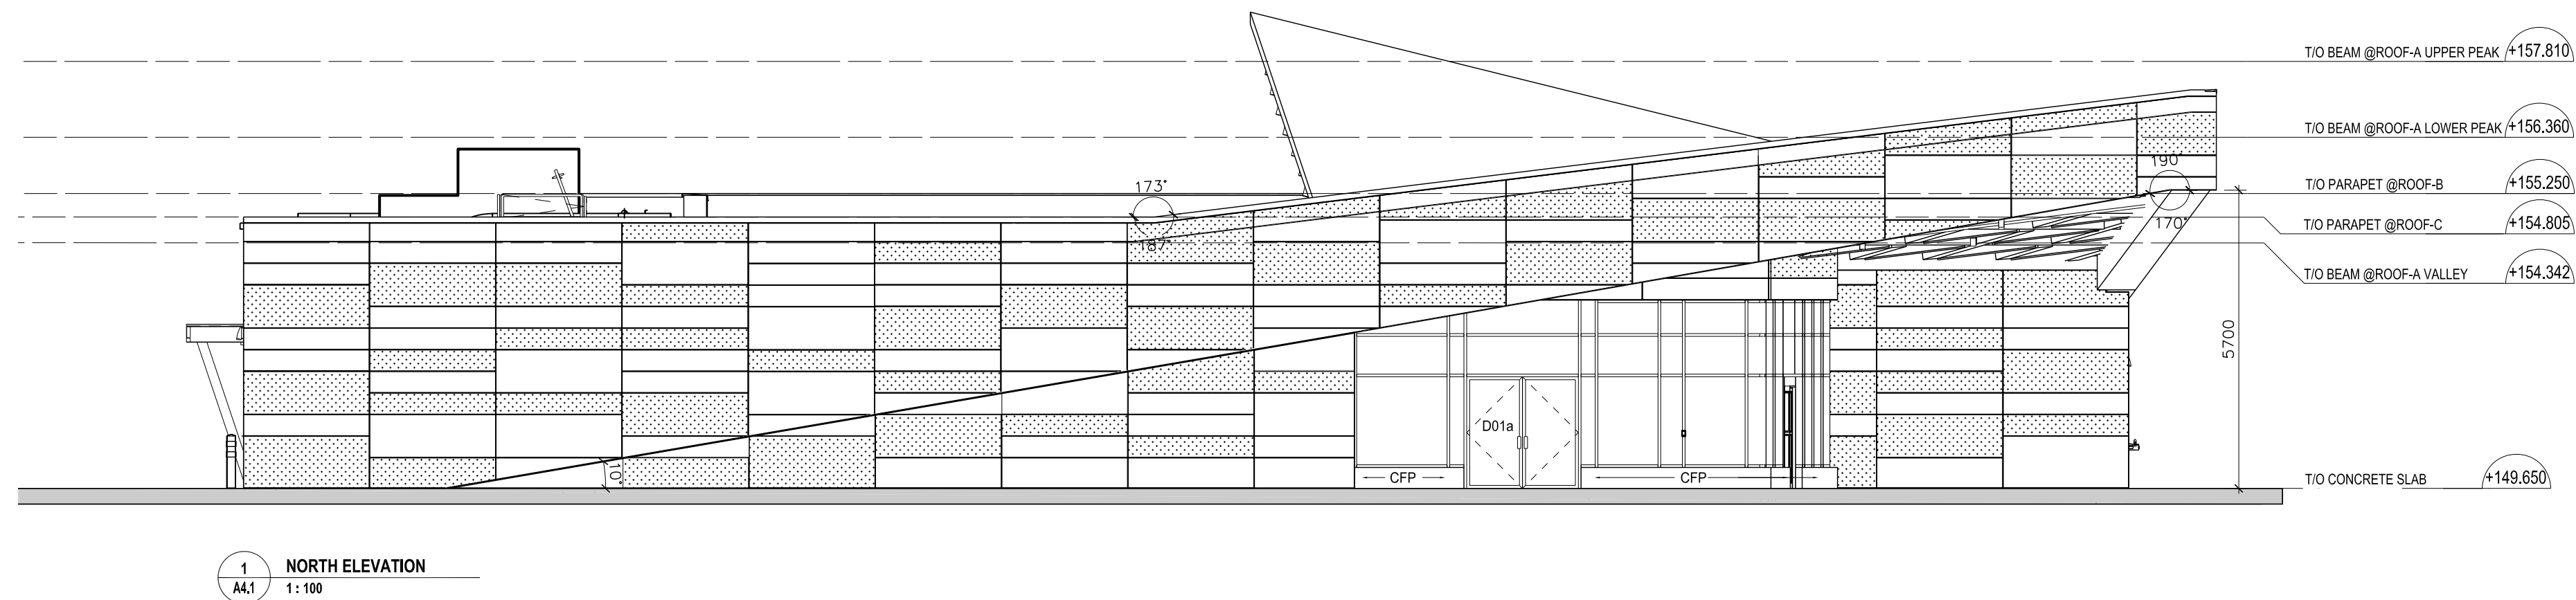 T/O BEAM @ROOF-A UPPER PEAK +157.810
T/O BEAM @ROOF-A LOWER PEAK +156.360
190°
173°
T/O PARAPET @ROOF-B +155.250
170°
T/O PARAPET @ROOF-C +154.805
187°
T/O BEAM @ROOF-A VALLEY +154.342
5700
D01a
10°
CFP
CFP
T/O CONCRETE SLAB +149.650
1 NORTH ELEVATION
A4.1 1 : 100